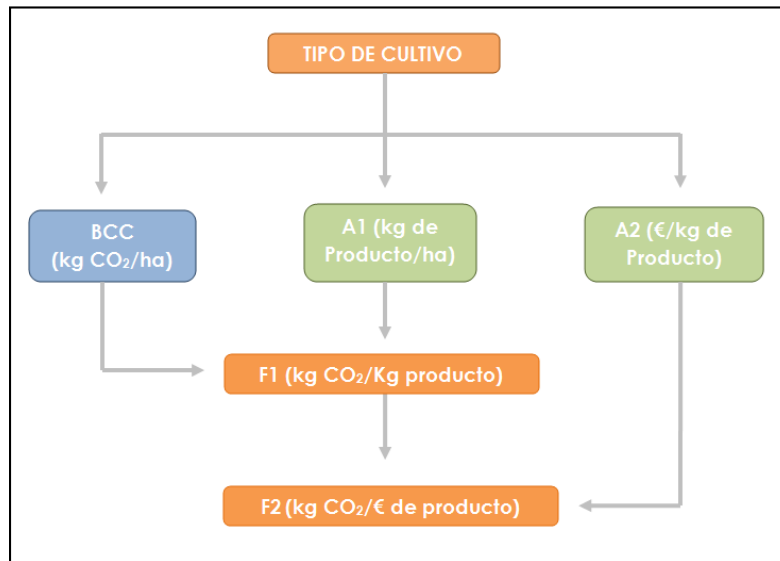 TIPO DE CULTIVO
BCC
(kg CO₂/ha)
A1 (kg de
Producto/ha)
A2 (€/kg de
Producto)
F1 (kg CO₂/Kg producto)
F2 (kg CO₂/€ de producto)